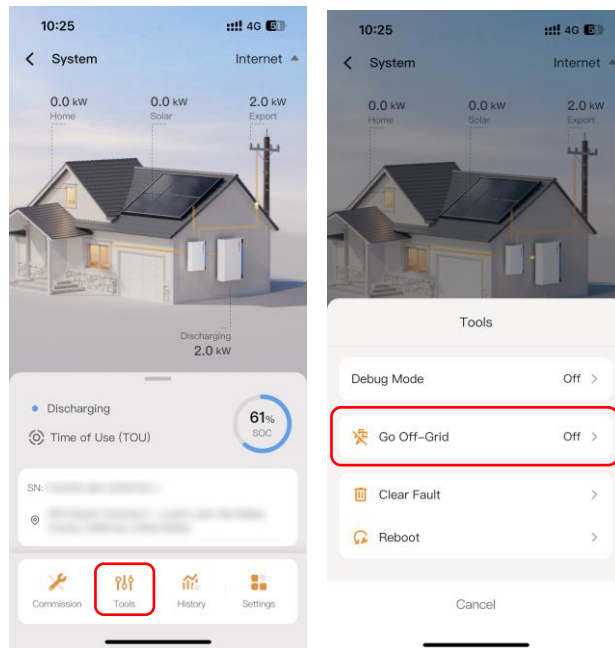 10:25
4G 51
System
Internet
0.0 kW
0.0 kW
2.0 kW
Home
Solar
Export
Discharging
2.0 kW
Discharging
Time of Use (TOU)
61%
SOC
SN:
Commission
Tools
History
Settings
10:25
4G 51
System
Internet
0.0 kW
0.0 kW
2.0 kW
Home
Solar
Export
Tools
Debug Mode
Off
Go Off-Grid
Off
Clear Fault
Reboot
Cancel